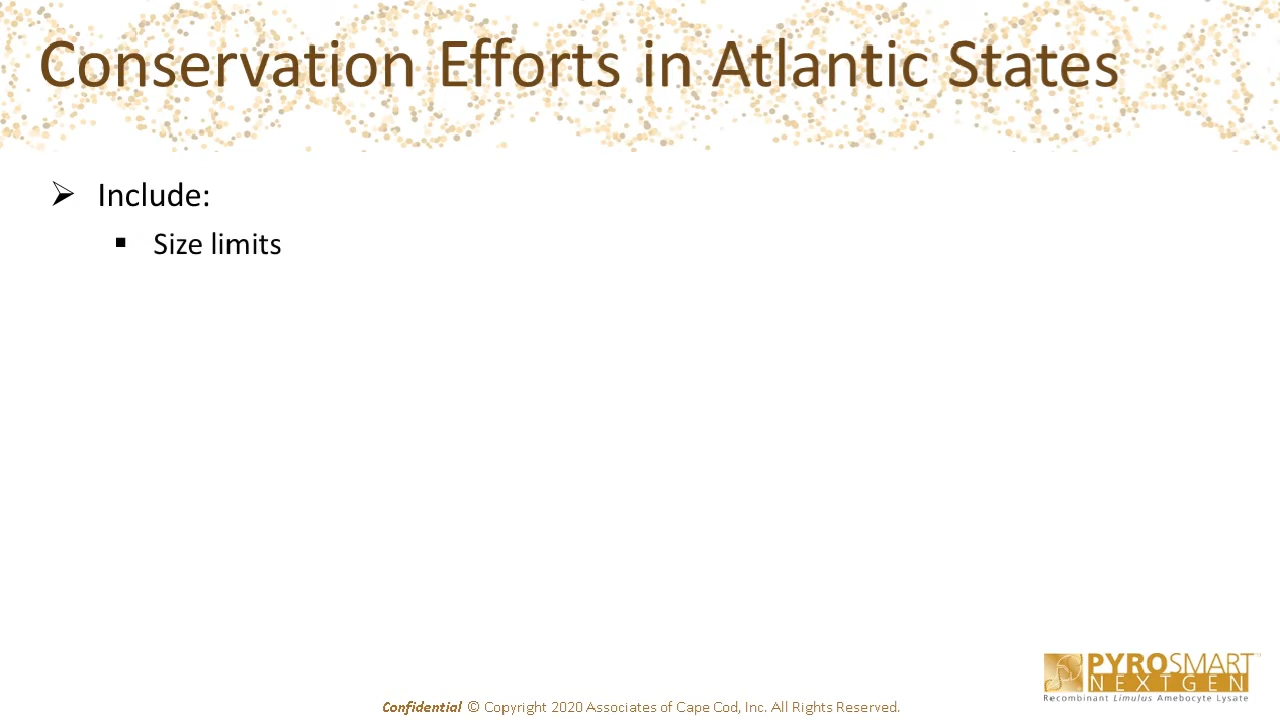 Conservation Efforts in Atlantic States
➢ Include:
▪ Size limits
PYROSMART™
NEXTGEN
Recombinant Limulus Amebocyte Lysate
Confidential © Copyright 2020 Associates of Cape Cod, Inc. All Rights Reserved.